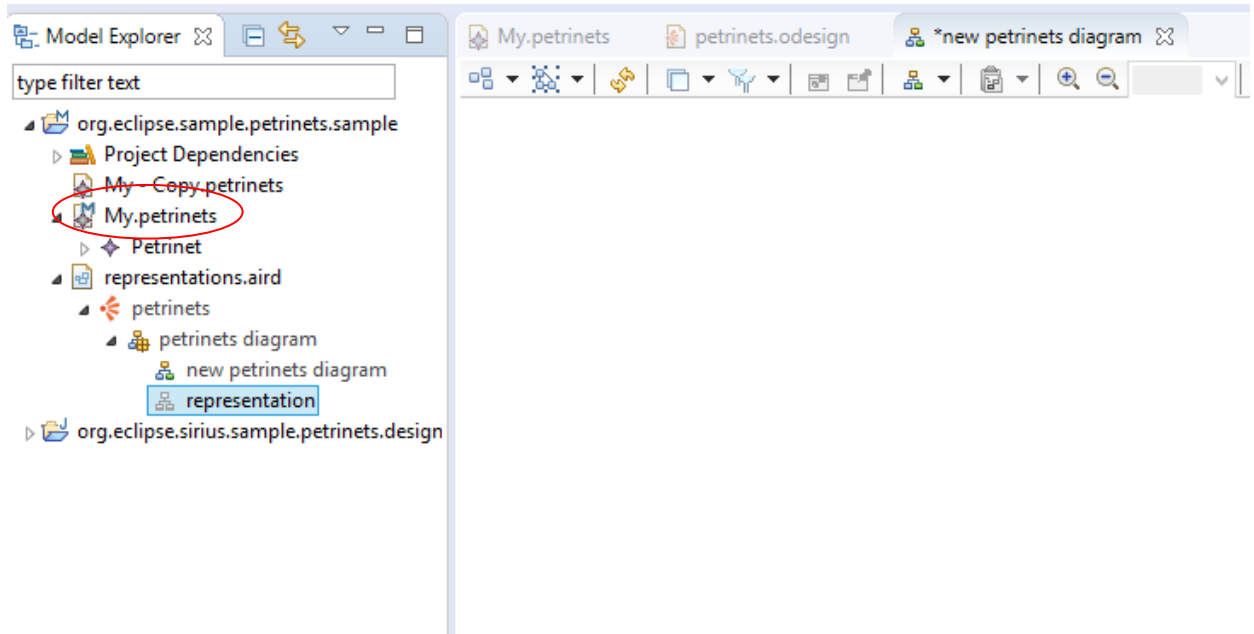 Model Explorer
type filter text
org.eclipse.sample.petrinets.sample
Project Dependencies
My - Copy.petrinets
My.petrinets
Petrinet
representations.aird
petrinets
petrinets diagram
new petrinets diagram
representation
org.eclipse.sirius.sample.petrinets.design
My.petrinets petrinets.odesign *new petrinets diagram